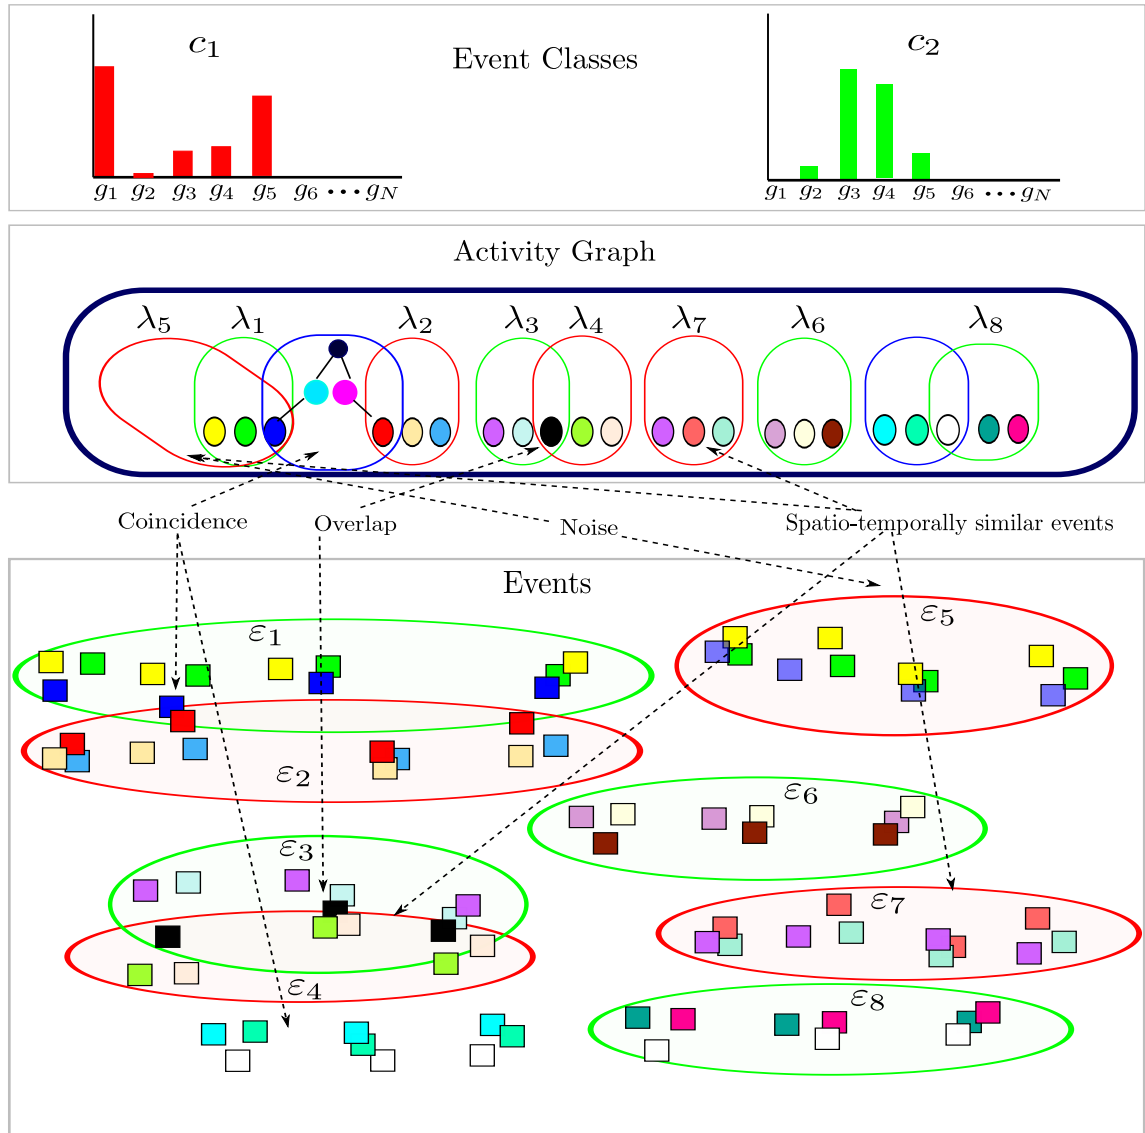 c₁
Event Classes
c₂
g₁ g₂ g₃ g₄ g₅ g₆ ··· g_N
g₁ g₂ g₃ g₄ g₅ g₆ ··· g_N
Activity Graph
λ₅ λ₁ λ₂ λ₃ λ₄ λ₇ λ₆ λ₈
Coincidence
Overlap
Noise
Spatio-temporally similar events
Events
ε₁
ε₅
ε₂
ε₆
ε₃
ε₇
ε₄
ε₈